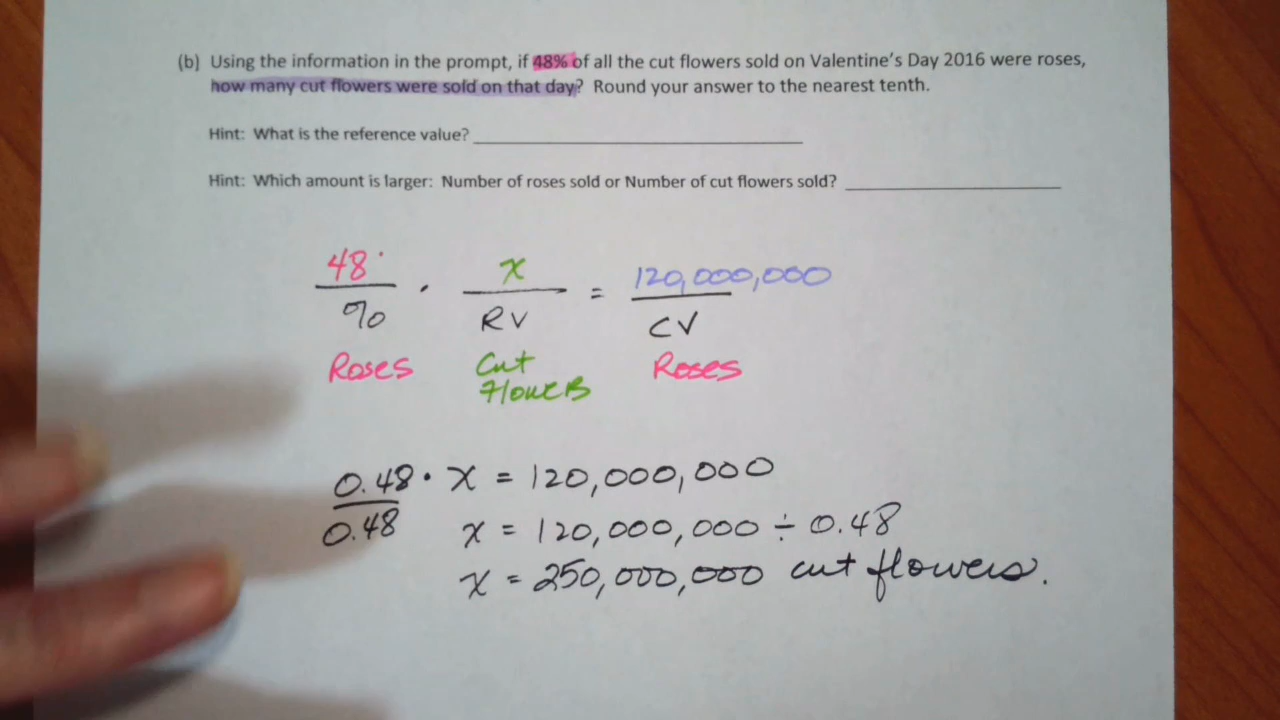 (b) Using the information in the prompt, if 48% of all the cut flowers sold on Valentine's Day 2016 were roses,
how many cut flowers were sold on that day? Round your answer to the nearest tenth.
Hint: What is the reference value? ____________________
Hint: Which amount is larger: Number of roses sold or Number of cut flowers sold? ____________________
48 · x = 120,000,000
% RV CV
Roses Cut Roses
Flowers
0.48 · x = 120,000,000
0.48 x = 120,000,000 ÷ 0.48
x = 250,000,000 cut flowers.